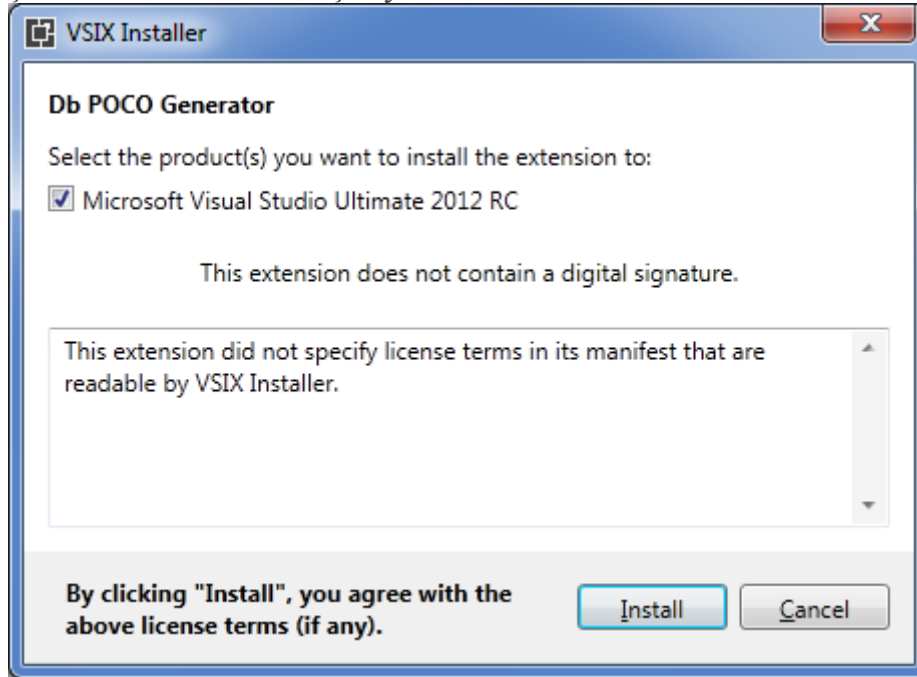 VSIX Installer
Db POCO Generator
Select the product(s) you want to install the extension to:
Microsoft Visual Studio Ultimate 2012 RC
This extension does not contain a digital signature.
This extension did not specify license terms in its manifest that are
readable by VSIX Installer.
By clicking "Install", you agree with the
above license terms (if any).
Install
Cancel